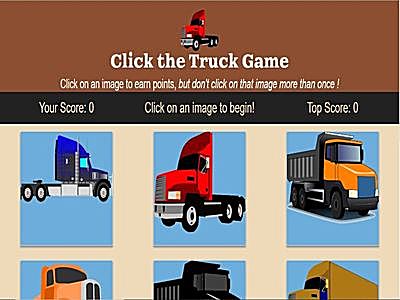 Click the Truck Game
Click on an image to earn points, but don't click on that image more than once !
Your Score: 0 Click on an image to begin! Top Score: 0